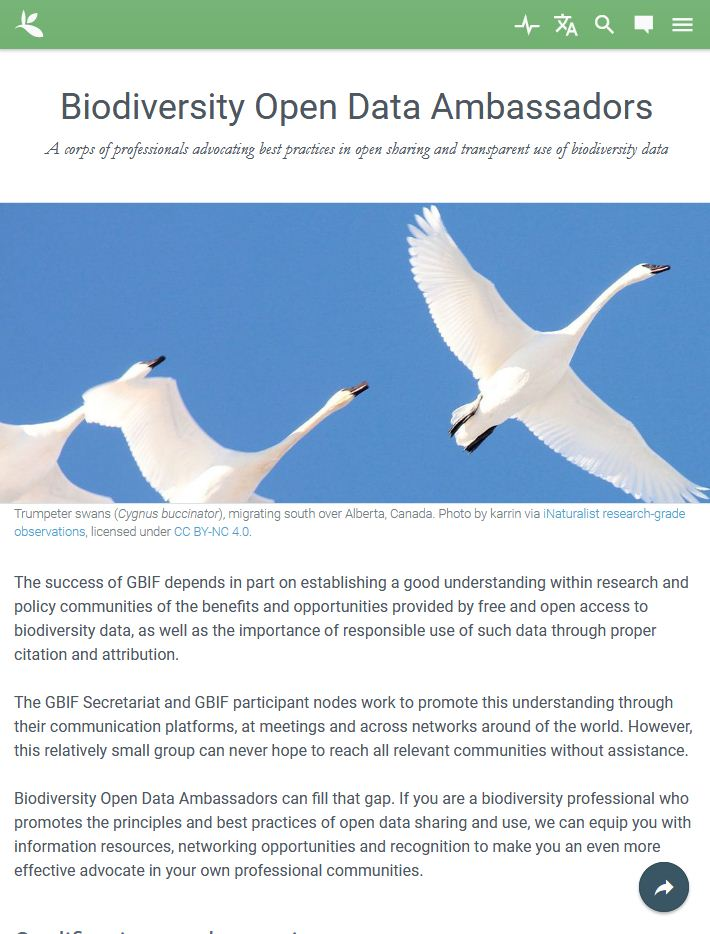 Biodiversity Open Data Ambassadors
A corps of professionals advocating best practices in open sharing and transparent use of biodiversity data
Trumpeter swans (Cygnus buccinator), migrating south over Alberta, Canada. Photo by karrin via iNaturalist research-grade
observations, licensed under CC BY-NC 4.0.
The success of GBIF depends in part on establishing a good understanding within research and
policy communities of the benefits and opportunities provided by free and open access to
biodiversity data, as well as the importance of responsible use of such data through proper
citation and attribution.
The GBIF Secretariat and GBIF participant nodes work to promote this understanding through
their communication platforms, at meetings and across networks around of the world. However,
this relatively small group can never hope to reach all relevant communities without assistance.
Biodiversity Open Data Ambassadors can fill that gap. If you are a biodiversity professional who
promotes the principles and best practices of open data sharing and use, we can equip you with
information resources, networking opportunities and recognition to make you an even more
effective advocate in your own professional communities.